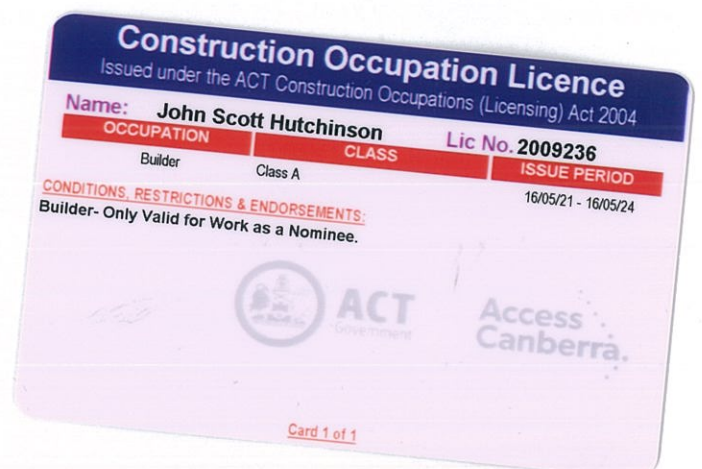 Construction Occupation Licence
Issued under the ACT Construction Occupations (Licensing) Act 2004
Name: John Scott Hutchinson Lic No. 2009236
OCCUPATION CLASS ISSUE PERIOD
Builder Class A 16/05/21 - 16/05/24
CONDITIONS, RESTRICTIONS & ENDORSEMENTS:
Builder- Only Valid for Work as a Nominee.
ACT
Government
Access
Canberra.
Card 1 of 1